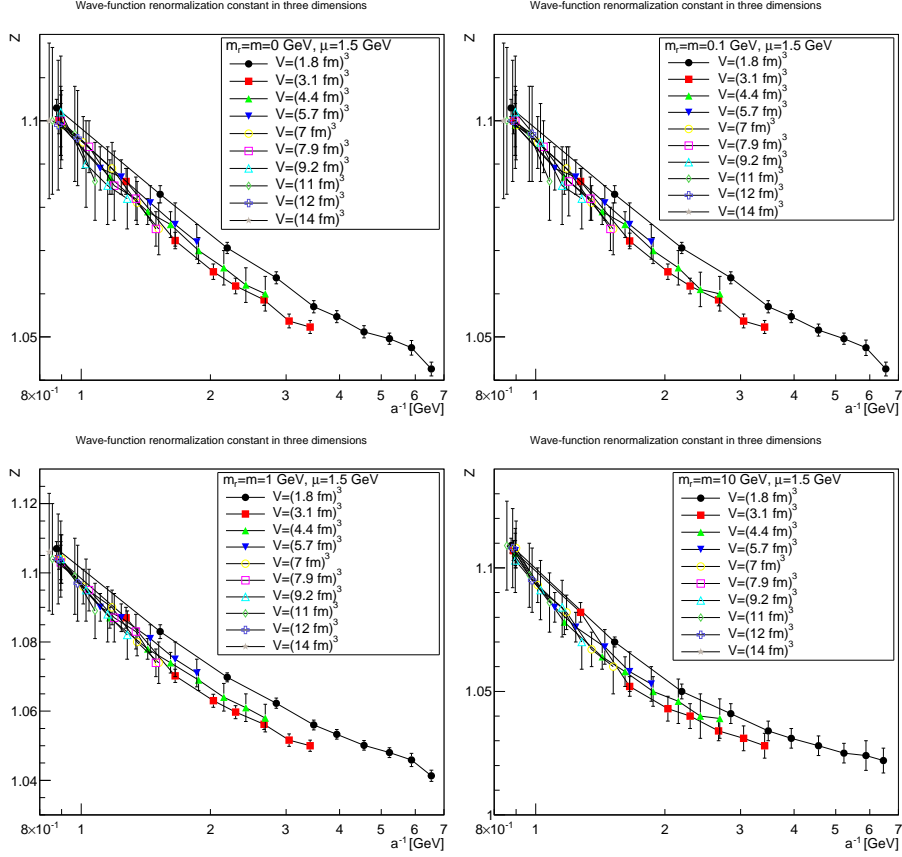 Wave-function renormalization constant in three dimensions
Z
m_r=m=0 GeV, μ=1.5 GeV
V=(1.8 fm)^3
V=(3.1 fm)^3
V=(4.4 fm)^3
V=(5.7 fm)^3
V=(7 fm)^3
V=(7.9 fm)^3
V=(9.2 fm)^3
V=(11 fm)^3
V=(12 fm)^3
V=(14 fm)^3
1.1
1.05
8×10^-1 1 2 3 4 5 6 7
a^-1 [GeV]
Wave-function renormalization constant in three dimensions
Z
m_r=m=0.1 GeV, μ=1.5 GeV
V=(1.8 fm)^3
V=(3.1 fm)^3
V=(4.4 fm)^3
V=(5.7 fm)^3
V=(7 fm)^3
V=(7.9 fm)^3
V=(9.2 fm)^3
V=(11 fm)^3
V=(12 fm)^3
V=(14 fm)^3
1.1
1.05
8×10^-1 1 2 3 4 5 6 7
a^-1 [GeV]
Wave-function renormalization constant in three dimensions
Z
m_r=m=1 GeV, μ=1.5 GeV
V=(1.8 fm)^3
V=(3.1 fm)^3
V=(4.4 fm)^3
V=(5.7 fm)^3
V=(7 fm)^3
V=(7.9 fm)^3
V=(9.2 fm)^3
V=(11 fm)^3
V=(12 fm)^3
V=(14 fm)^3
1.12
1.1
1.08
1.06
1.04
8×10^-1 1 2 3 4 5 6 7
a^-1 [GeV]
Wave-function renormalization constant in three dimensions
Z
m_r=m=10 GeV, μ=1.5 GeV
V=(1.8 fm)^3
V=(3.1 fm)^3
V=(4.4 fm)^3
V=(5.7 fm)^3
V=(7 fm)^3
V=(7.9 fm)^3
V=(9.2 fm)^3
V=(11 fm)^3
V=(12 fm)^3
V=(14 fm)^3
1.1
1.05
1
8×10^-1 1 2 3 4 5 6 7
a^-1 [GeV]